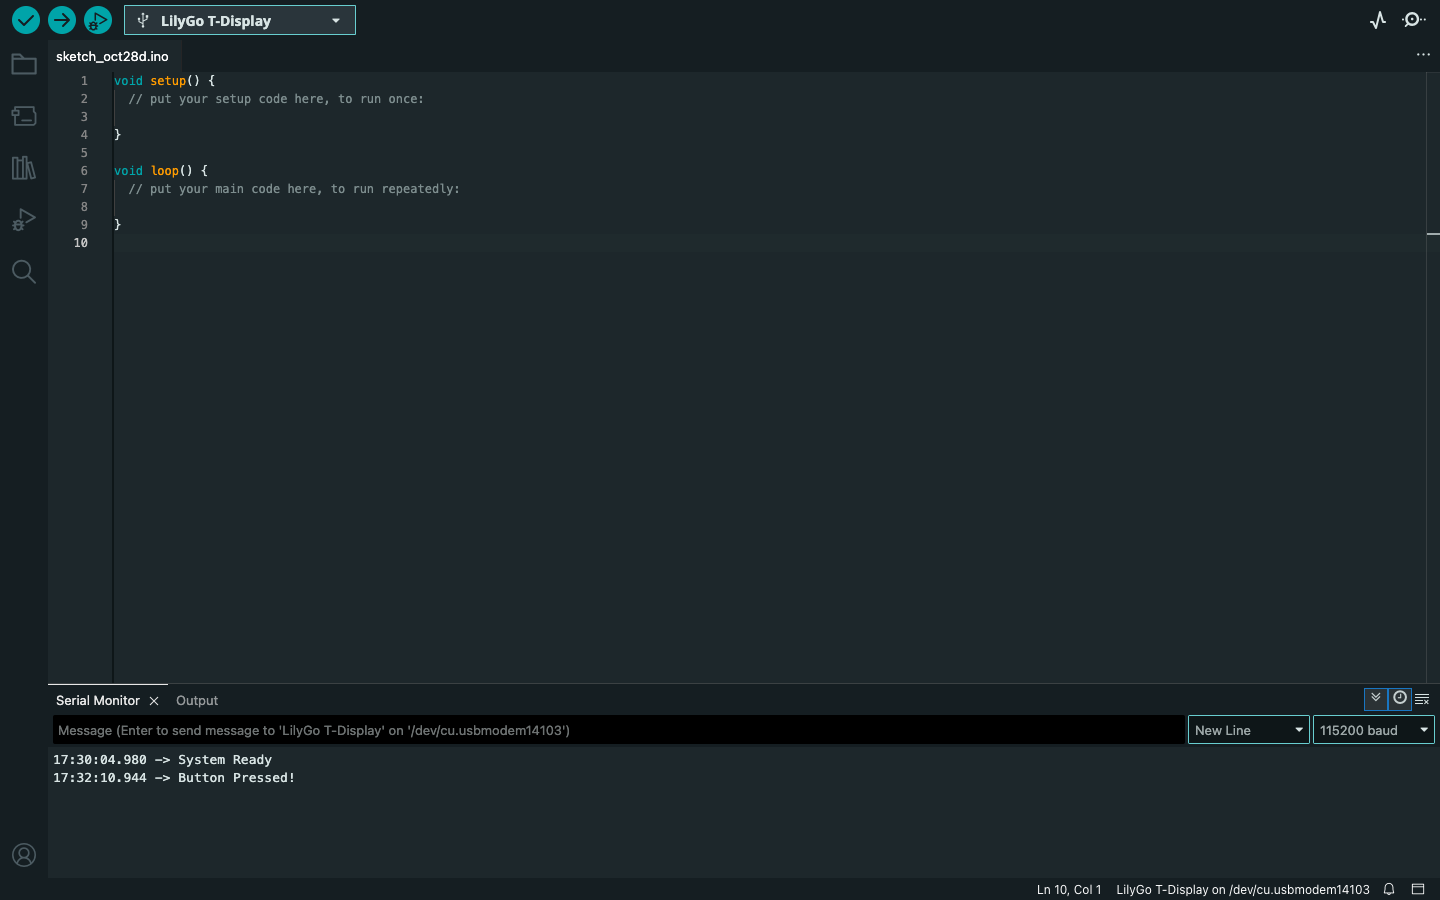 LilyGo T-Display
sketch_oct28d.ino
1 void setup() {
2 // put your setup code here, to run once:
3
4 }
5
6 void loop() {
7 // put your main code here, to run repeatedly:
8
9 }
10
Serial Monitor Output
Message (Enter to send message to 'LilyGo T-Display' on '/dev/cu.usbmodem14103') New Line 115200 baud
17:30:04.980 -> System Ready
17:32:10.944 -> Button Pressed!
Ln 10, Col 1 LilyGo T-Display on /dev/cu.usbmodem14103